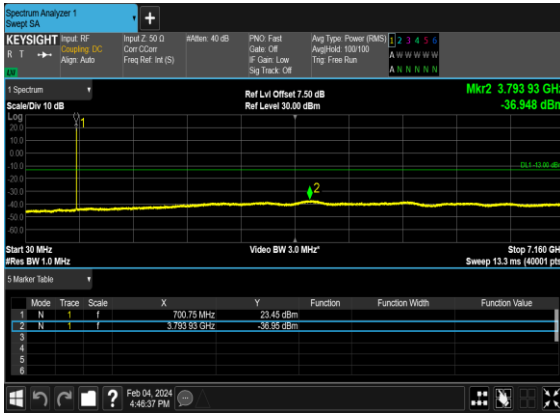 Spectrum Analyzer 1
Swept SA
+
KEYSIGHT
R T
Input: RF
Coupling: DC
Align: Auto
Input Z: 50 Ω
Corr CCorr
Freq Ref: Int (S)
#Atten: 40 dB
PNO: Fast
Gate: Off
IF Gain: Low
Sig Track: Off
Avg Type: Power (RMS)
Avg|Hold: 100/100
Trig: Free Run
1 2 3 4 5 6
A W W W W W
A N N N N N
1 Spectrum
Scale/Div 10 dB
Ref Lvl Offset 7.50 dB
Ref Level 30.00 dBm
Mkr2 3.793 93 GHz
-36.948 dBm
Log
20.0
10.0
0.00
-10.0
-20.0
-30.0
-40.0
-50.0
-60.0
1
2
DL1 -13.00 dBm
Start 30 MHz
#Res BW 1.0 MHz
Video BW 3.0 MHz*
Stop 7.160 GHz
Sweep 13.3 ms (40001 pts)
5 Marker Table
Mode Trace Scale X Y Function Function Width Function Value
1 N 1 f 700.75 MHz 23.45 dBm
2 N 1 f 3.793 93 GHz -36.95 dBm
3
4
5
6
?
Feb 04, 2024
4:46:37 PM